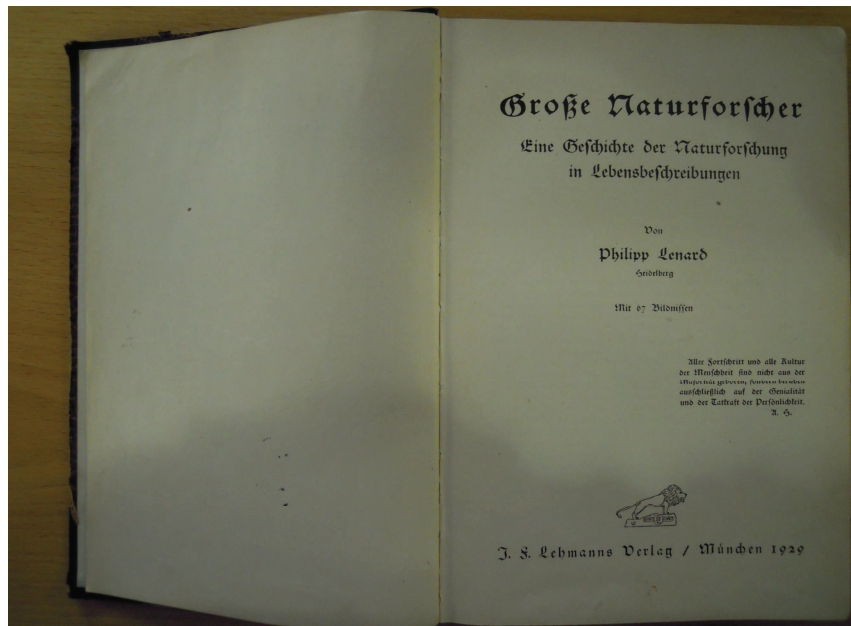 Große Naturforscher
Eine Geschichte der Naturforschung
in Lebensbeschreibungen
Von
Philipp Lenard
Heidelberg
Mit 67 Bildnissen
Aller Fortschritt und alle Kultur
der Menschheit sind nicht aus der
Majorität geboren, sondern beruhen
ausschließlich auf der Genialität
und der Tatkraft der Persönlichkeit.
A. H.
J. F. Lehmanns Verlag / München 1929